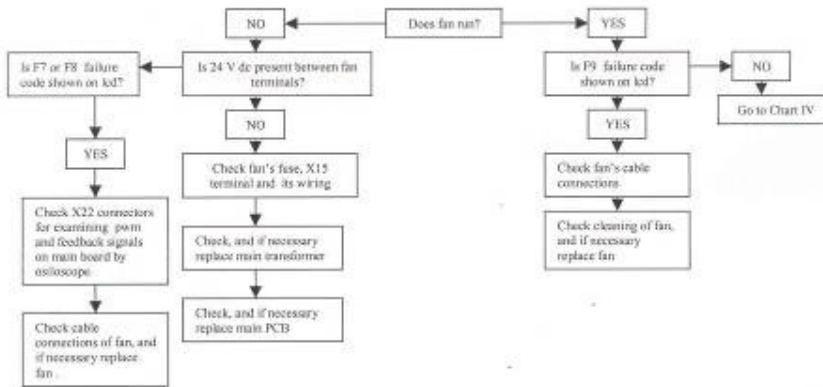 NO
Does fan run?
YES
Is F7 or F8 failure
code shown on lcd?
Is 24 V dc present between fan
terminals?
Is F9 failure code
shown on lcd?
NO
Go to Chart IV
YES
NO
YES
Check X22 connectors
for examining pwm
and feedback signals
on main board by
osiloscope
Check fan's fuse, X15
terminal and its wiring
Check fan's cable
connections
Check, and if necessary
replace main transformer
Check cleaning of fan,
and if necessary
replace fan
Check cable
connections of fan, and
if necessary replace
fan .
Check, and if necessary
replace main PCB